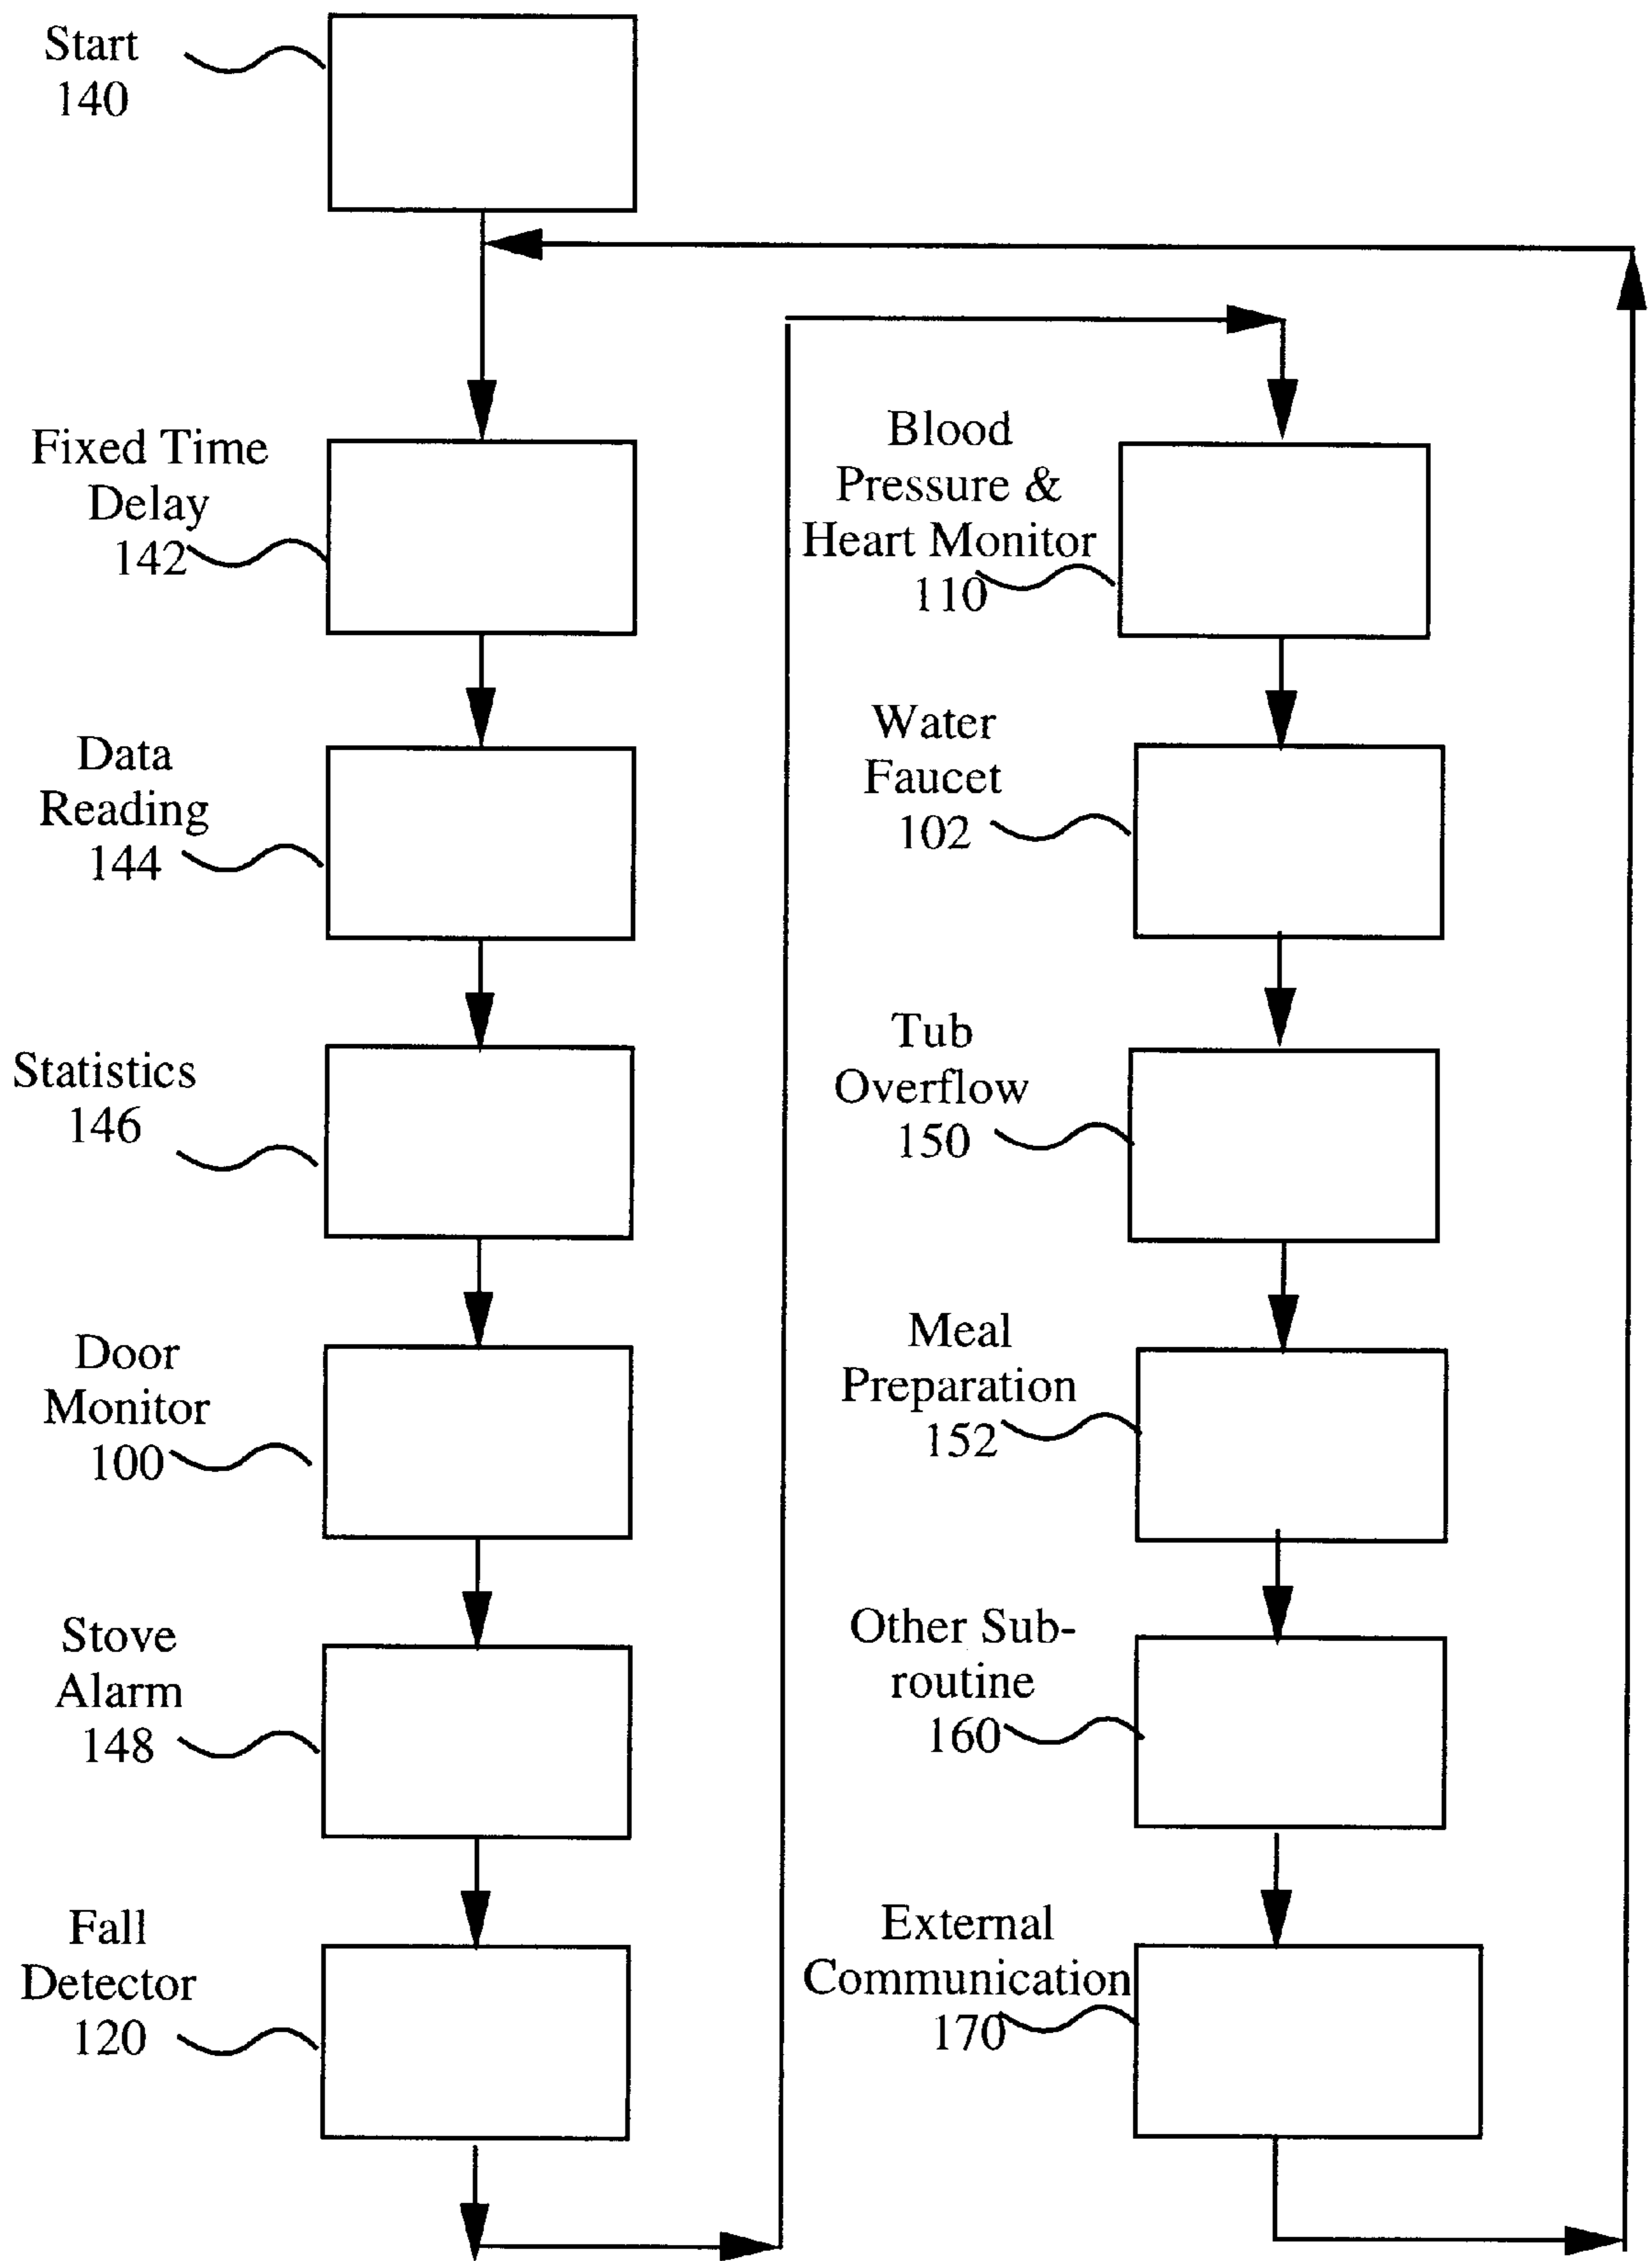 Start
140
Fixed Time
Delay
142
Data
Reading
144
Statistics
146
Door
Monitor
100
Stove
Alarm
148
Fall
Detector
120
Blood
Pressure &
Heart Monitor
110
Water
Faucet
102
Tub
Overflow
150
Meal
Preparation
152
Other Sub-
routine
160
External
Communication
170